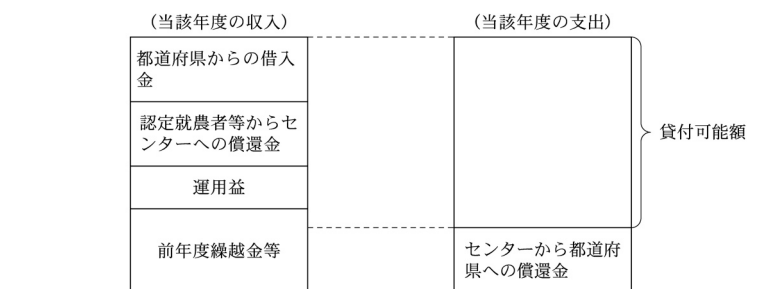 （当該年度の収入）
（当該年度の支出）
都道府県からの借入
金
認定就農者等からセ
ンターへの償還金
運用益
前年度繰越金等
貸付可能額
センターから都道府
県への償還金